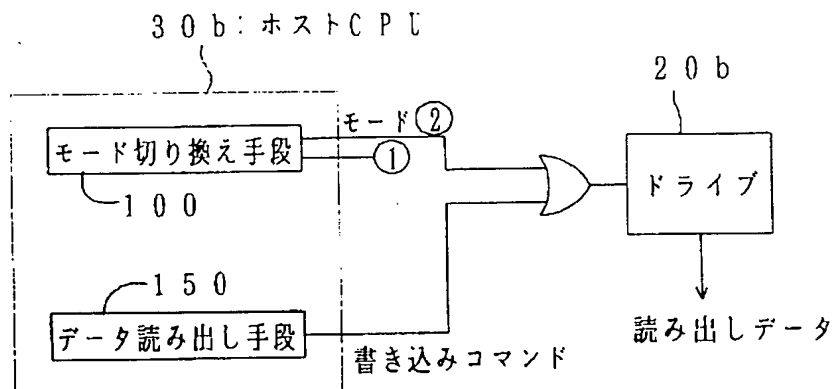 30b:ホストCPU
20b
モード②
モード切り換え手段
①
ドライブ
100
150
データ読み出し手段
書き込みコマンド
読み出しデータ